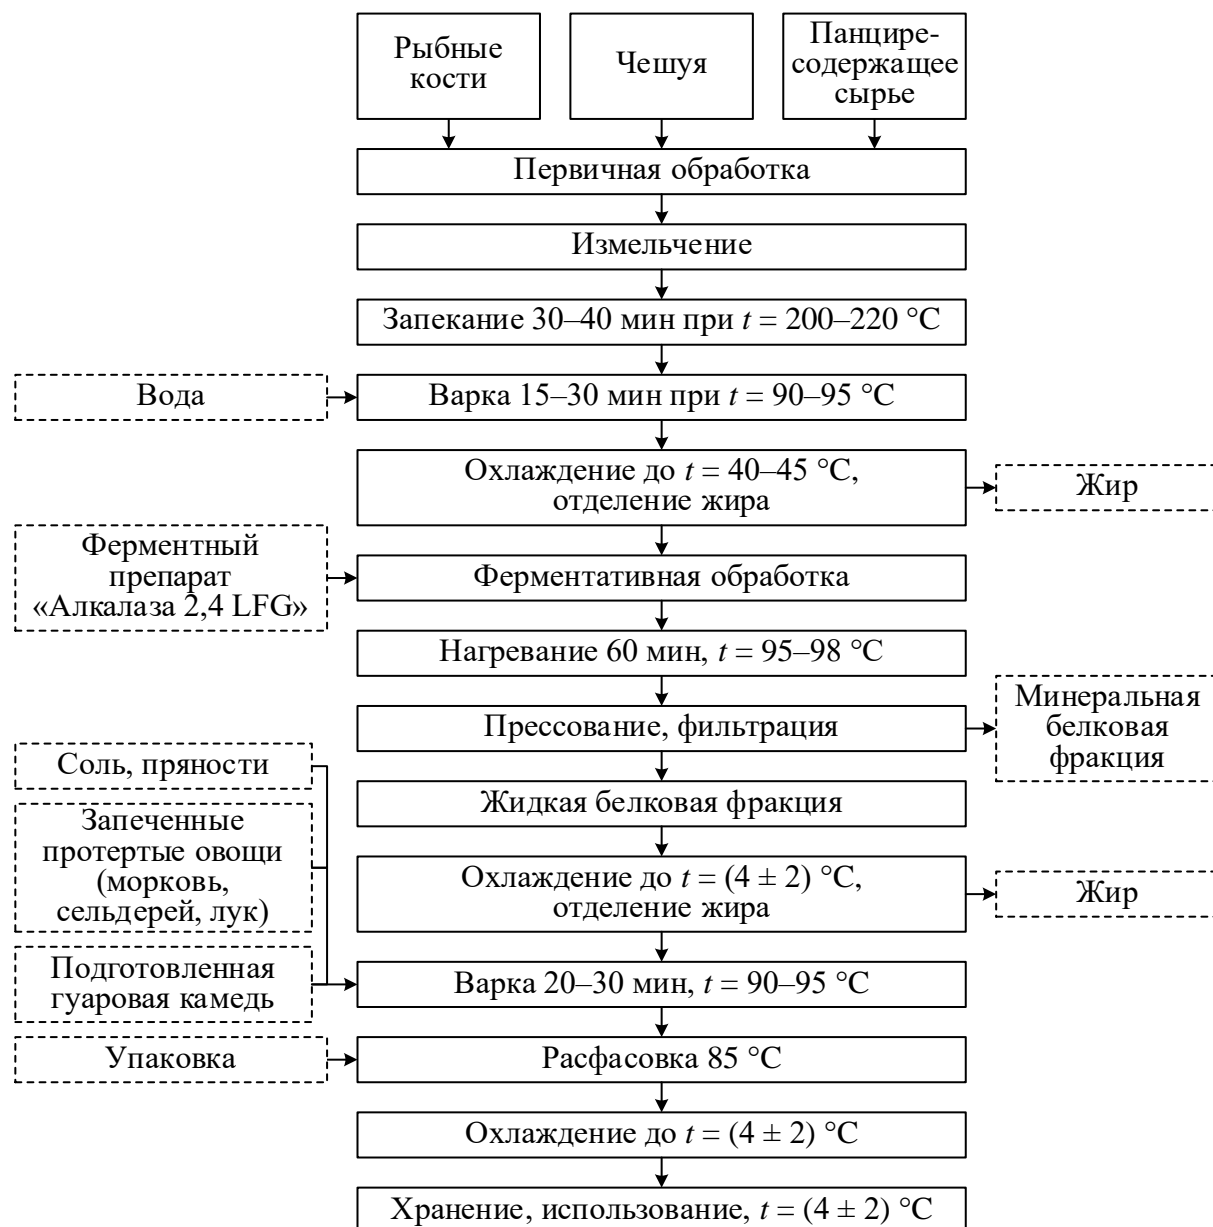 Рыбные
кости
Чешуя
Панцире-
содержащее
сырье
Первичная обработка
Измельчение
Запекание 30–40 мин при t = 200–220 °С
Вода
Варка 15–30 мин при t = 90–95 °С
Охлаждение до t = 40–45 °С,
отделение жира
Жир
Ферментный
препарат
«Алкалаза 2,4 LFG»
Ферментативная обработка
Нагревание 60 мин, t = 95–98 °С
Прессование, фильтрация
Минеральная
белковая
фракция
Соль, пряности
Жидкая белковая фракция
Запеченные
протертые овощи
(морковь,
сельдерей, лук)
Охлаждение до t = (4 ± 2) °С,
отделение жира
Жир
Подготовленная
гуаровая камедь
Варка 20–30 мин, t = 90–95 °С
Упаковка
Расфасовка 85 °С
Охлаждение до t = (4 ± 2) °С
Хранение, использование, t = (4 ± 2) °С